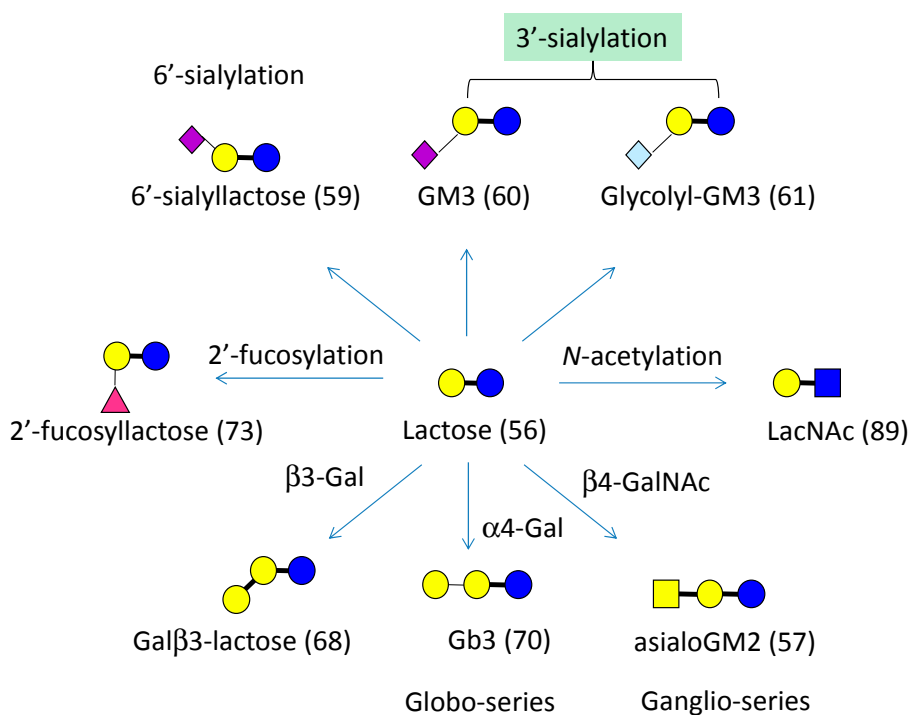 3’-sialylation
6’-sialylation
6’-sialyllactose (59)
GM3 (60)
Glycolyl-GM3 (61)
2’-fucosylation
N-acetylation
2’-fucosyllactose (73)
Lactose (56)
LacNAc (89)
β3-Gal
β4-GalNAc
α4-Gal
Galβ3-lactose (68)
Gb3 (70)
asialoGM2 (57)
Globo-series
Ganglio-series